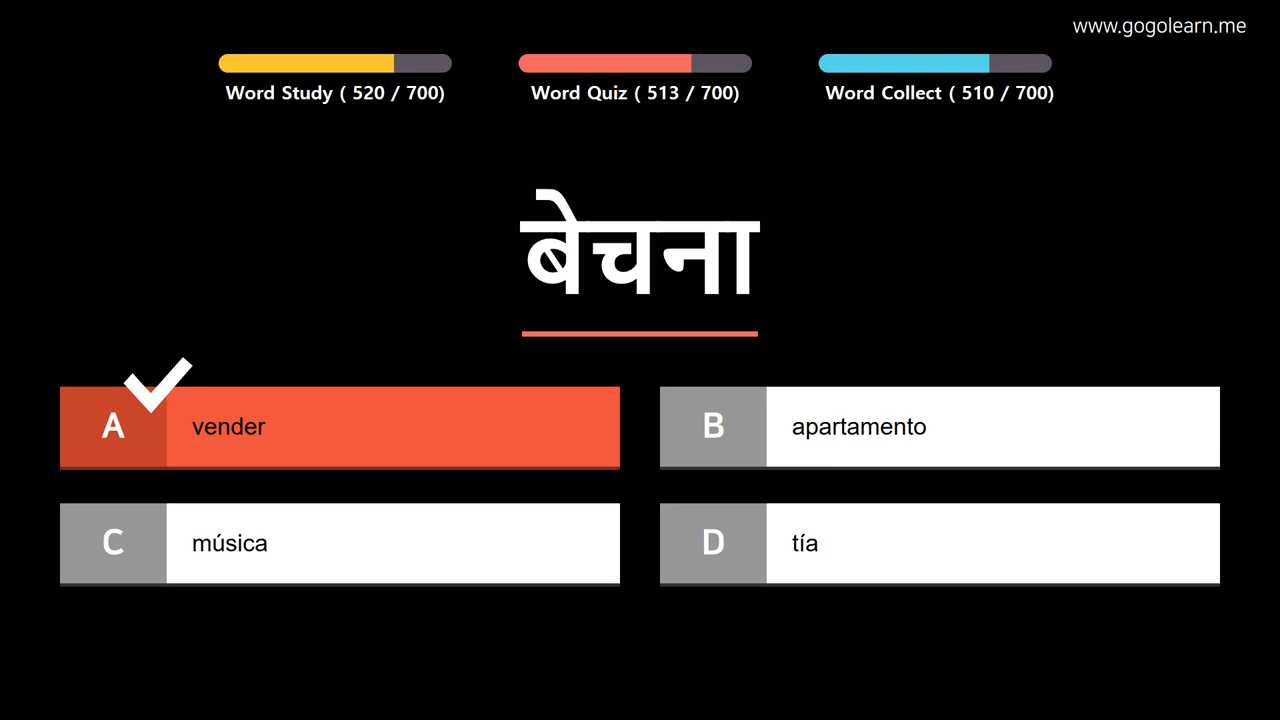 www.gogolearn.me
Word Study ( 520 / 700)
Word Quiz ( 513 / 700)
Word Collect ( 510 / 700)
बेचना
A vender
B apartamento
C música
D tía